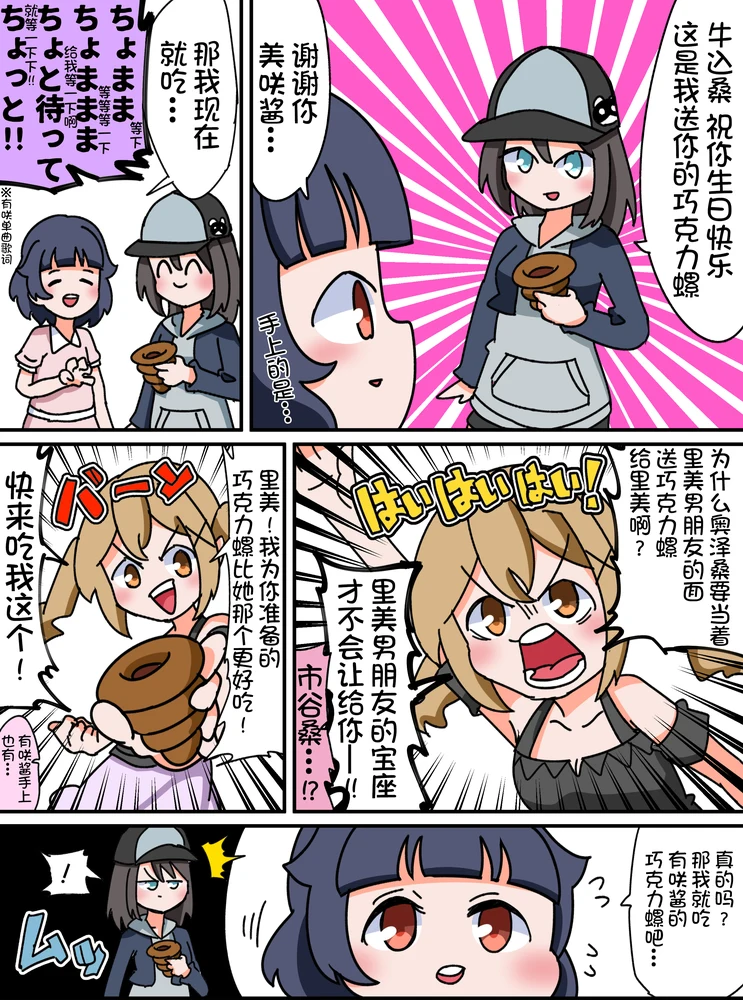 牛込桑 祝你生日快乐
这是我送你的巧克力螺
谢谢你
美咲酱…
手上的是…
那我现在
就吃…
ちょまま
等下
ちょままま
等等等一下
ちょと待って
给我等一下啊
ちょっと!!
就等一下下!!
※有咲单曲歌词
为什么奥泽桑要当着
里美男朋友的面
送巧克力螺
给里美啊?
はいはいはい!
里美男朋友的宝座
才不会让给你—!!
市谷桑…!?
バーン
里美!我为你准备的
巧克力螺比她那个更好吃!
快来吃我这个!
有咲酱手上
也有…
真的吗?
那我就吃
有咲酱的
巧克力螺吧…
!
ムッ